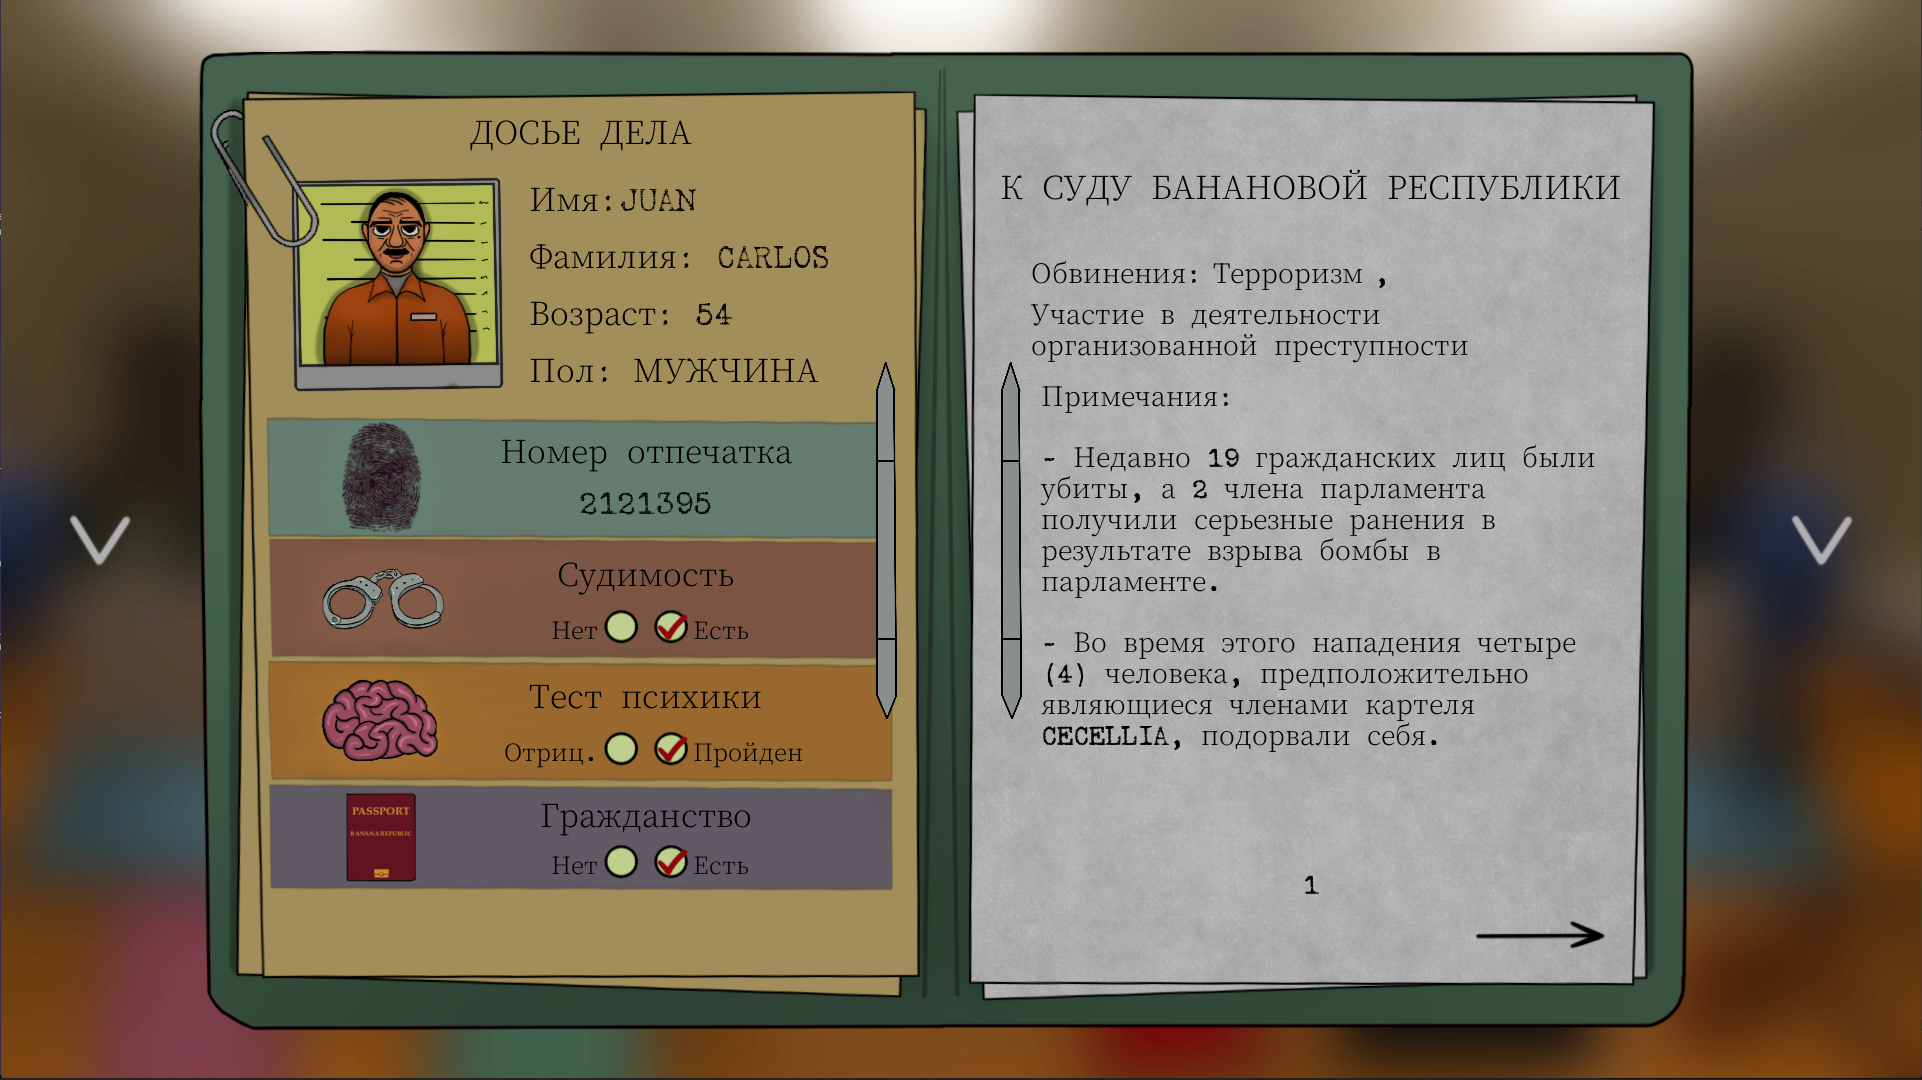 ДОСЬЕ ДЕЛА
Имя: JUAN
Фамилия: CARLOS
Возраст: 54
Пол: МУЖЧИНА
Номер отпечатка
2121395
Судимость
Нет Есть
Тест психики
Отриц. Пройден
PASSPORT
BANANA REPUBLIC
Гражданство
Нет Есть
К СУДУ БАНАНОВОЙ РЕСПУБЛИКИ
Обвинения: Терроризм ,
Участие в деятельности
организованной преступности
Примечания:
- Недавно 19 гражданских лиц были
убиты, а 2 члена парламента
получили серьезные ранения в
результате взрыва бомбы в
парламенте.
- Во время этого нападения четыре
(4) человека, предположительно
являющиеся членами картеля
CECELLIA, подорвали себя.
1